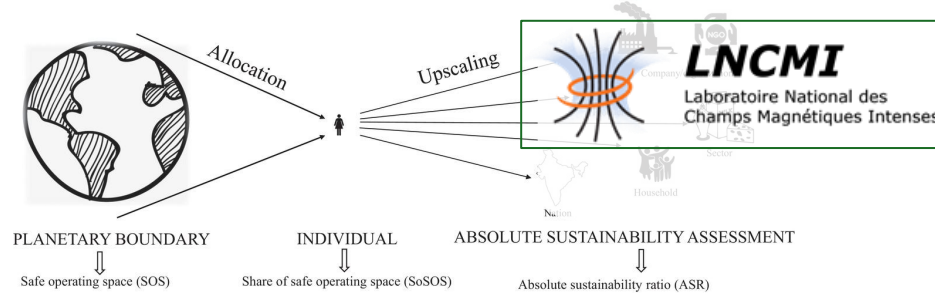 Allocation
Upscaling
NGO
Company
LNCMI
Laboratoire National des
Champs Magnétiques Intenses
Sector
Household
Nation
PLANETARY BOUNDARY
INDIVIDUAL
ABSOLUTE SUSTAINABILITY ASSESSMENT
Safe operating space (SOS)
Share of safe operating space (SoSOS)
Absolute sustainability ratio (ASR)